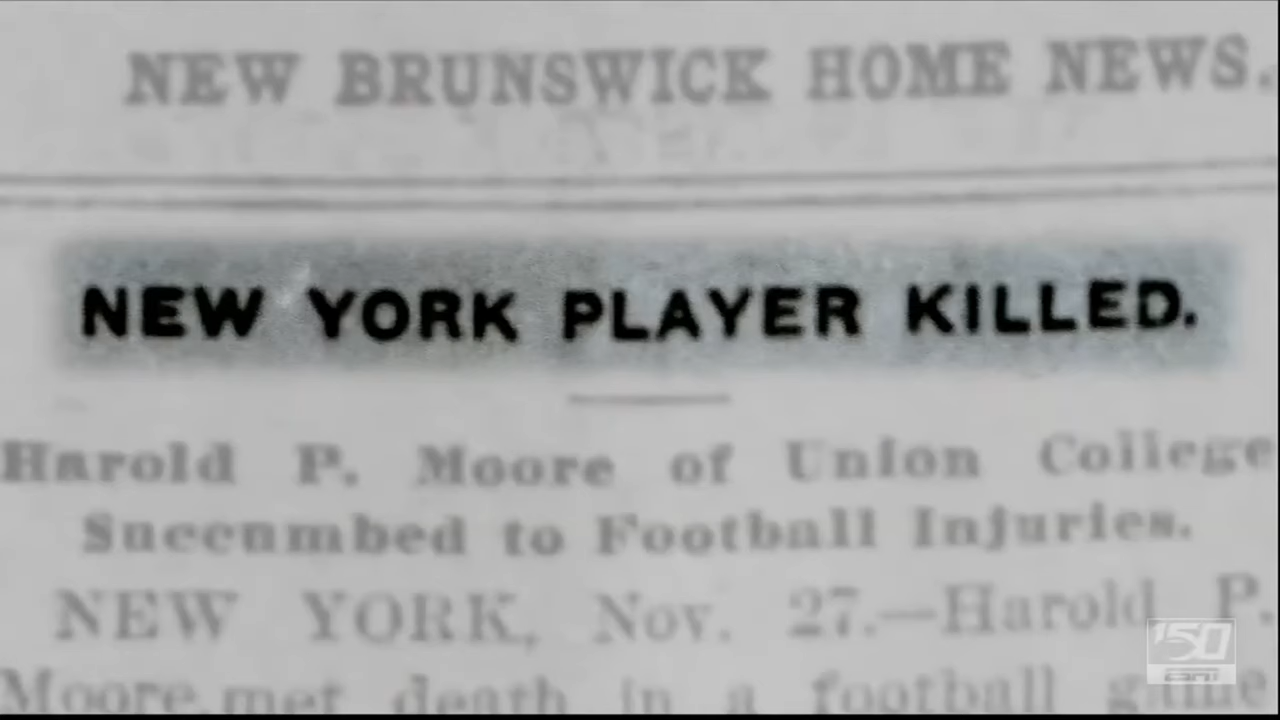 NEW BRUNSWICK HOME NEWS.
NEW YORK PLAYER KILLED.
Harold P. Moore of Union College
Succumbed to Football Injuries.
NEW YORK, Nov. 27.—Harold P.
Moore met death in a football game
'150